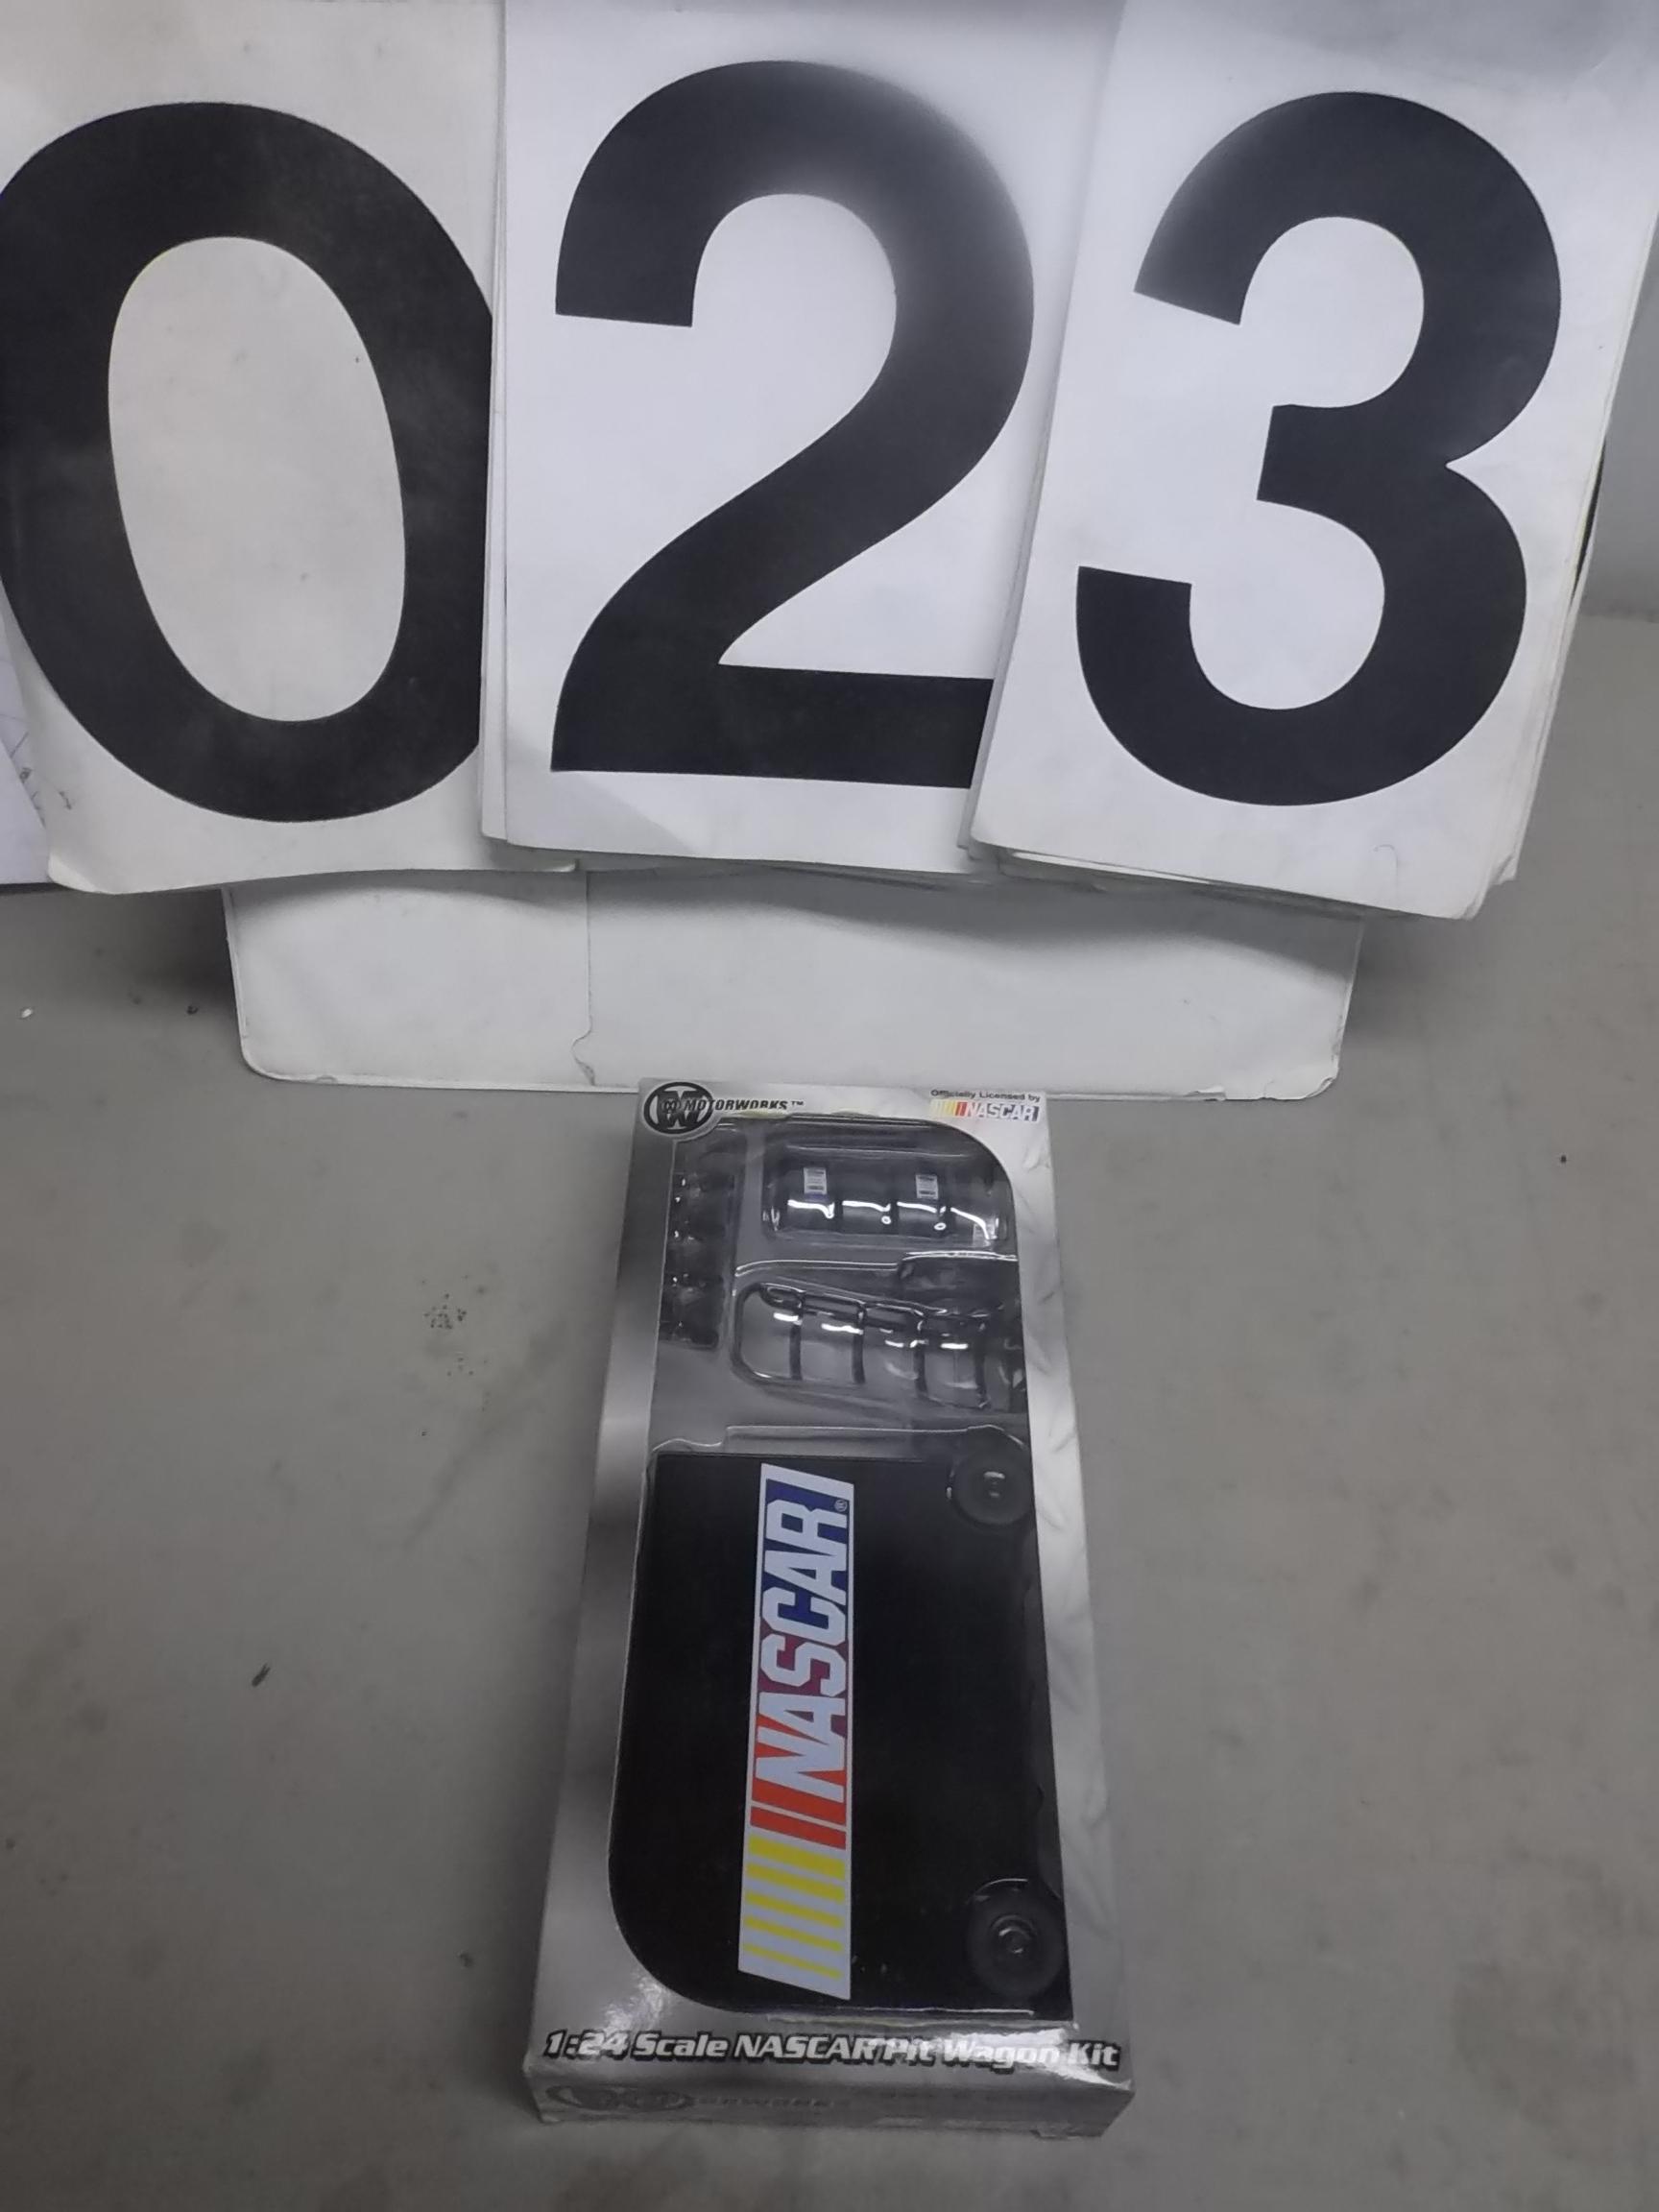 023
MOTORWORKS™
Officially Licensed by
NASCAR
NASCAR®
1:24 Scale NASCAR Pit Wagon Kit